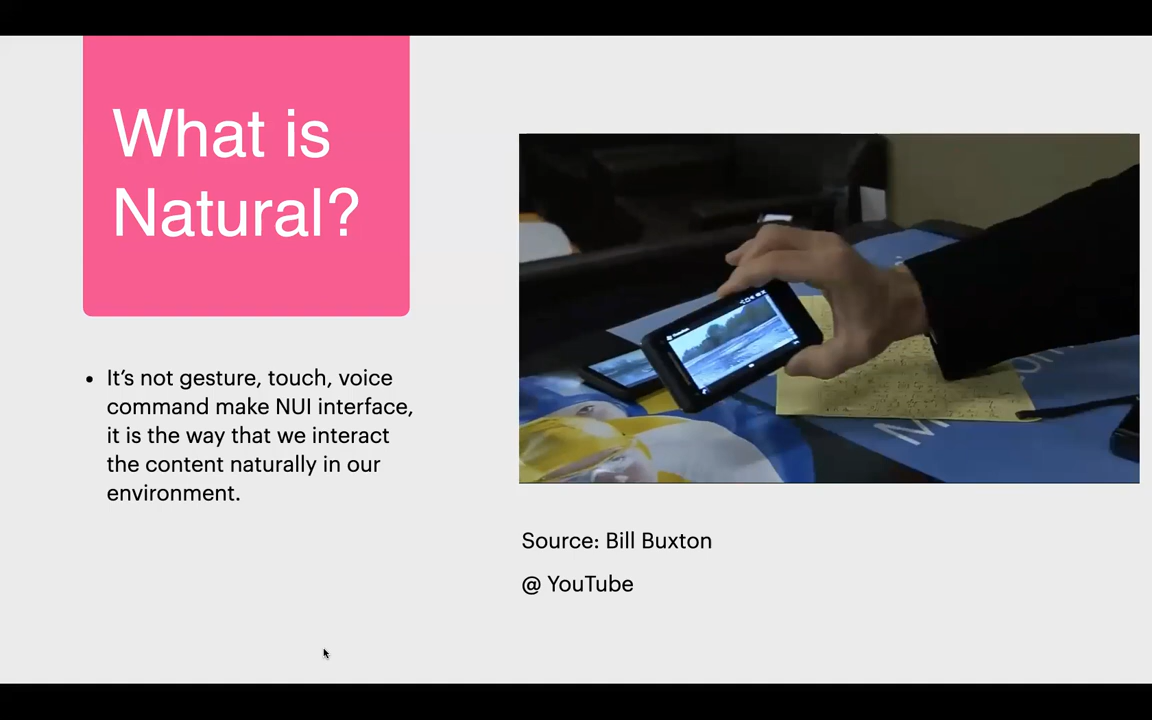 What is
Natural?
• It’s not gesture, touch, voice
command make NUI interface,
it is the way that we interact
the content naturally in our
environment.
Source: Bill Buxton
@ YouTube